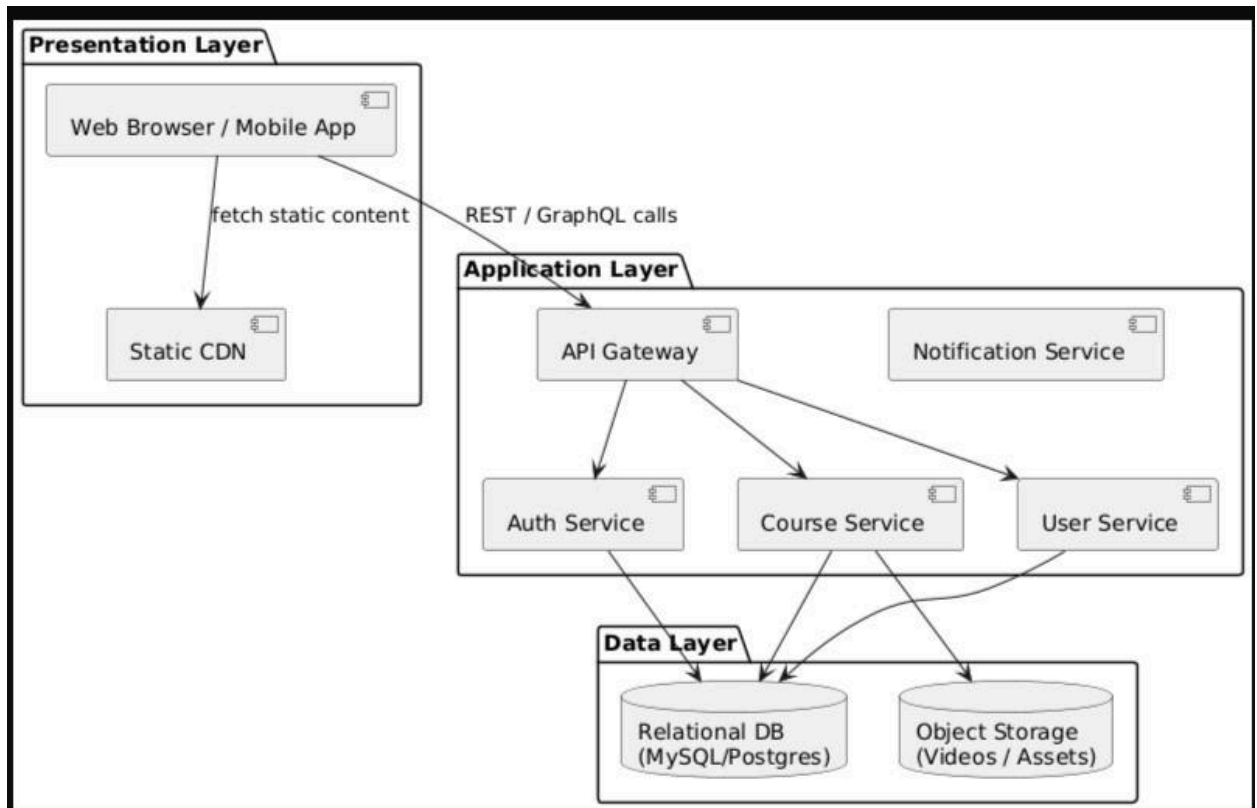 Presentation Layer
Web Browser / Mobile App
fetch static content
REST / GraphQL calls
Static CDN
Application Layer
API Gateway
Notification Service
Auth Service
Course Service
User Service
Data Layer
Relational DB
(MySQL/Postgres)
Object Storage
(Videos / Assets)